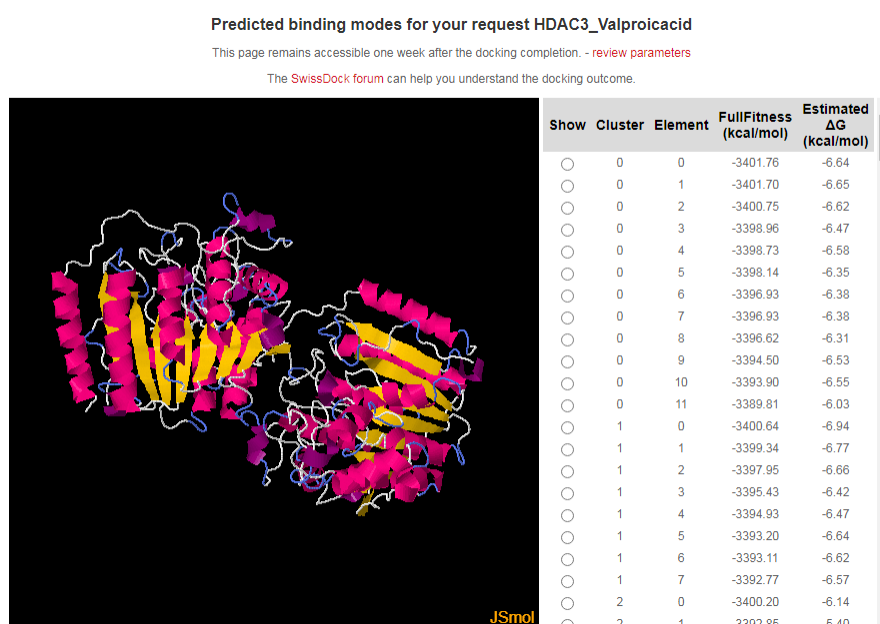 Predicted binding modes for your request HDAC3_Valproicacid
This page remains accessible one week after the docking completion. - review parameters
The SwissDock forum can help you understand the docking outcome.
Show Cluster Element FullFitness (kcal/mol) Estimated ΔG (kcal/mol)
0 0 -3401.76 -6.64
0 1 -3401.70 -6.65
0 2 -3400.75 -6.62
0 3 -3398.96 -6.47
0 4 -3398.73 -6.58
0 5 -3398.14 -6.35
0 6 -3396.93 -6.38
0 7 -3396.93 -6.38
0 8 -3396.62 -6.31
0 9 -3394.50 -6.53
0 10 -3393.90 -6.55
0 11 -3389.81 -6.03
1 0 -3400.64 -6.94
1 1 -3399.34 -6.77
1 2 -3397.95 -6.66
1 3 -3395.43 -6.42
1 4 -3394.93 -6.47
1 5 -3393.20 -6.64
1 6 -3393.11 -6.62
1 7 -3392.77 -6.57
2 0 -3400.20 -6.14
JSmol